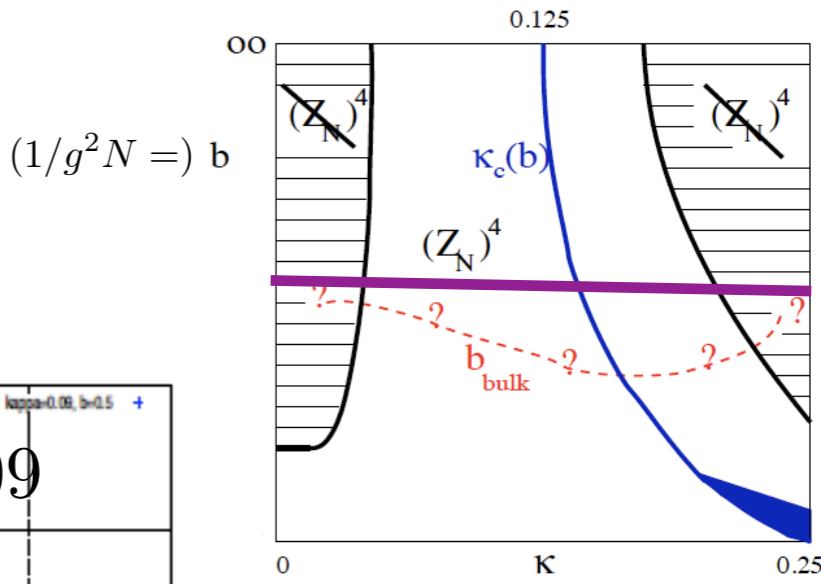 0.125
∞
(Z_N)^4 (Z_N)^4
(1/g^2N =) b
κ_c(b)
(Z_N)^4
? ? ? ? ?
b_bulk
kappa=0.09, b=0.5 +
09
0 κ 0.25